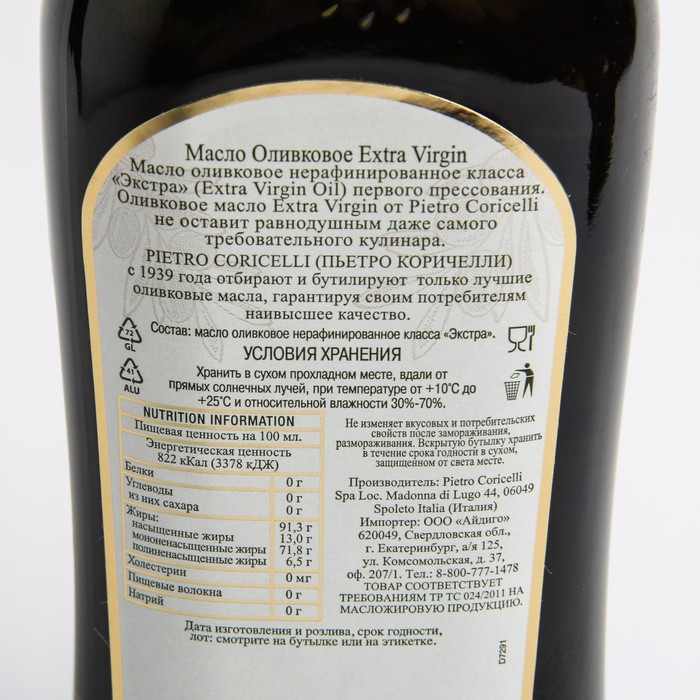 Масло Оливковое Extra Virgin
Масло оливковое нерафинированное класса
«Экстра» (Extra Virgin Oil) первого прессования.
Оливковое масло Extra Virgin от Pietro Coricelli
не оставит равнодушным даже самого
требовательного кулинара.
PIETRO CORICELLI (ПЬЕТРО КОРИЧЕЛЛИ)
с 1939 года отбирают и бутилируют только лучшие
оливковые масла, гарантируя своим потребителям
наивысшее качество.
72
GL
Состав: масло оливковое нерафинированное класса «Экстра».
УСЛОВИЯ ХРАНЕНИЯ
41
ALU
Хранить в сухом прохладном месте, вдали от
прямых солнечных лучей, при температуре от +10°С до
+25°С и относительной влажности 30%-70%.
NUTRITION INFORMATION
Пищевая ценность на 100 мл.
Энергетическая ценность
822 кКал (3378 кДЖ)
Белки 0 г
Углеводы 0 г
из них сахара 0 г
Жиры: 91,3 г
насыщенные жиры 13,0 г
мононенасыщенные жиры 71,8 г
полиненасыщенные жиры 6,5 г
Холестерин 0 мг
Пищевые волокна 0 г
Натрий 0 г
Не изменяет вкусовых и потребительских
свойств после замораживания,
размораживания. Вскрытую бутылку хранить
в течение срока годности в сухом,
защищенном от света месте.
Производитель: Pietro Coricelli
Spa Loc. Madonna di Lugo 44, 06049
Spoleto Italia (Италия)
Импортер: ООО «Айдиго»
620049, Свердловская обл.,
г. Екатеринбург, а/я 125,
ул. Комсомольская, д. 37,
оф. 207/1. Тел.: 8-800-777-1478
ТОВАР СООТВЕТСТВУЕТ
ТРЕБОВАНИЯМ ТР ТС 024/2011 НА
МАСЛОЖИРОВУЮ ПРОДУКЦИЮ.
Дата изготовления и розлива, срок годности,
лот: смотрите на бутылке или на этикетке.
D7291